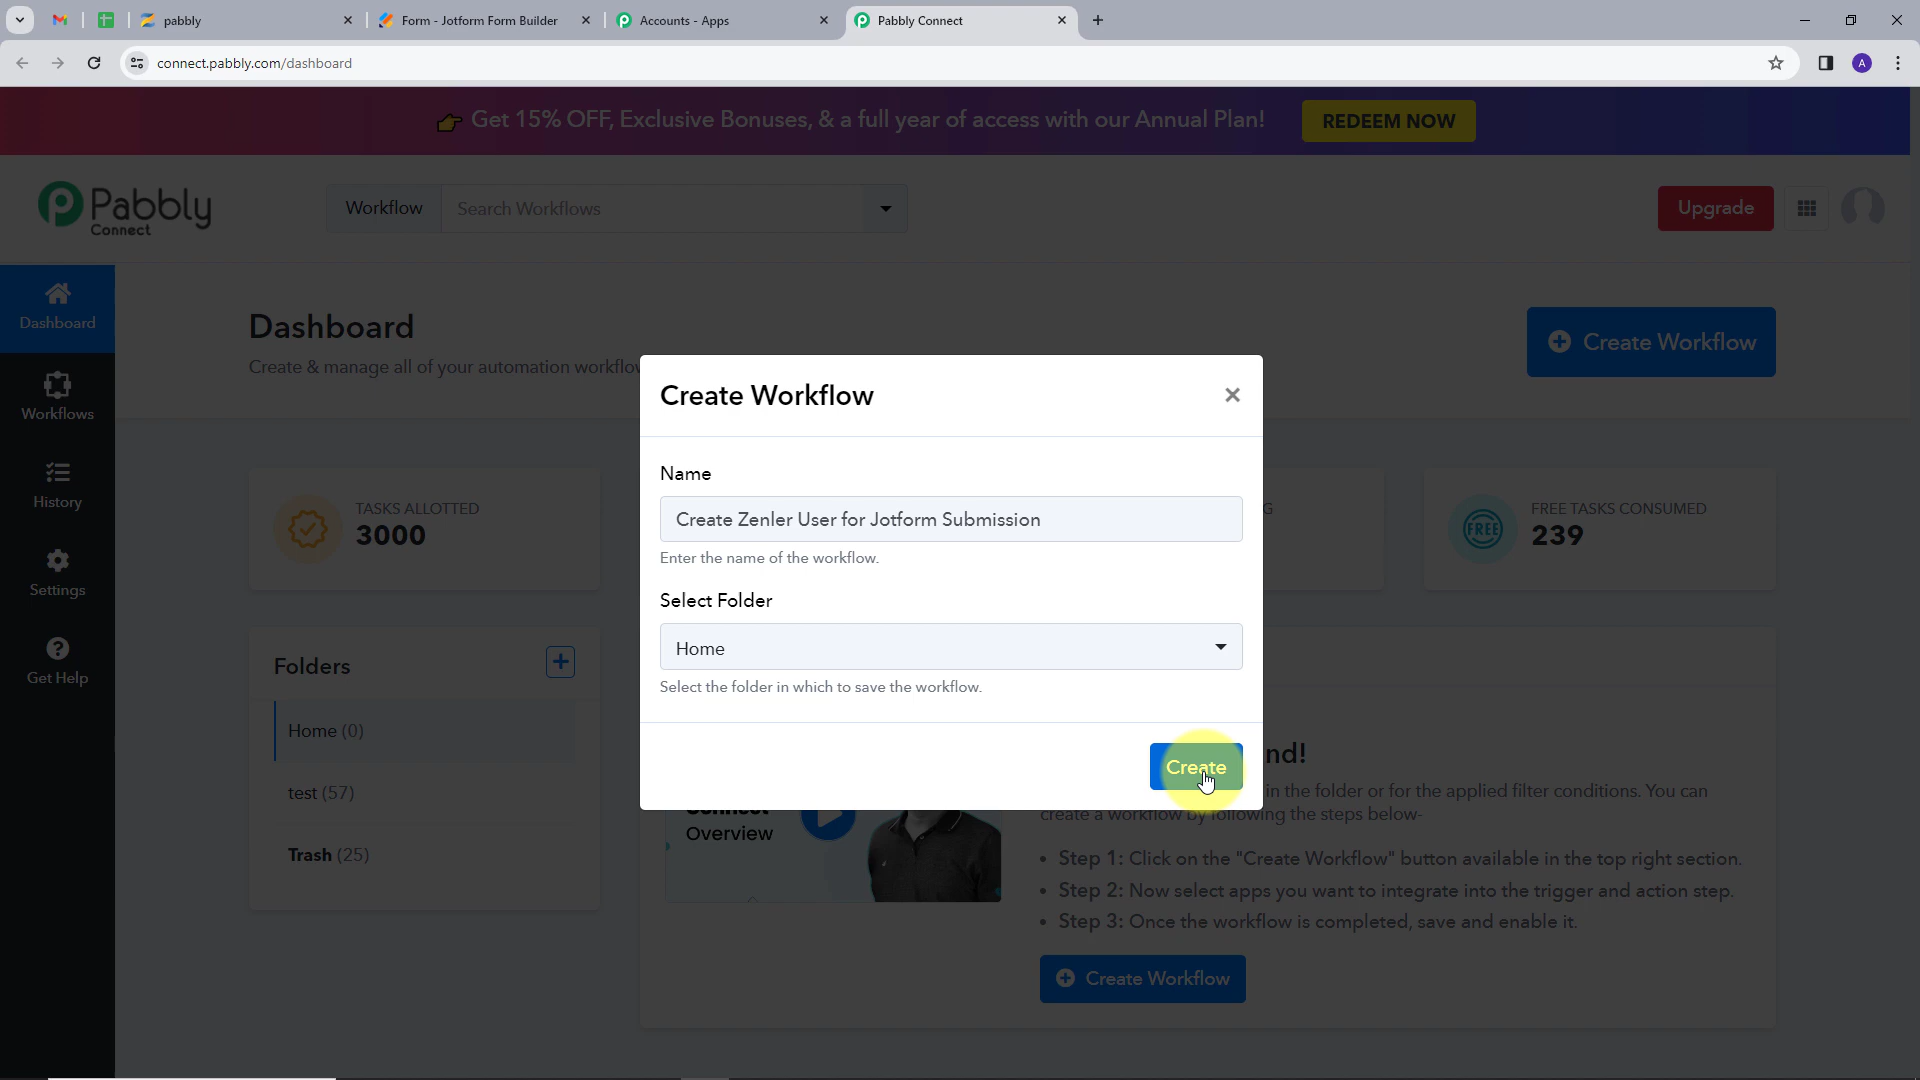 pabbly
Form - Jotform Form Builder
Accounts - Apps
Pabbly Connect
connect.pabbly.com/dashboard
A
Get 15% OFF, Exclusive Bonuses, & a full year of access with our Annual Plan!
REDEEM NOW
Pabbly
Connect
Workflow
Search Workflows
Upgrade
Dashboard
Workflows
History
Settings
Get Help
Dashboard
Create & manage all of your automation
Create Workflow
TASKS ALLOTTED
3000
G
FREE
FREE TASKS CONSUMED
239
Folders
Home (0)
test (57)
Trash (25)
Create Workflow
Name
Create Zenler User for Jotform Submission
Enter the name of the workflow.
Select Folder
Home
Select the folder in which to save the workflow.
Create
Connect
Overview
nd!
in the folder or for the applied filter conditions. You can
create a workflow by following the steps below-
• Step 1: Click on the "Create Workflow" button available in the top right section.
• Step 2: Now select apps you want to integrate into the trigger and action step.
• Step 3: Once the workflow is completed, save and enable it.
Create Workflow